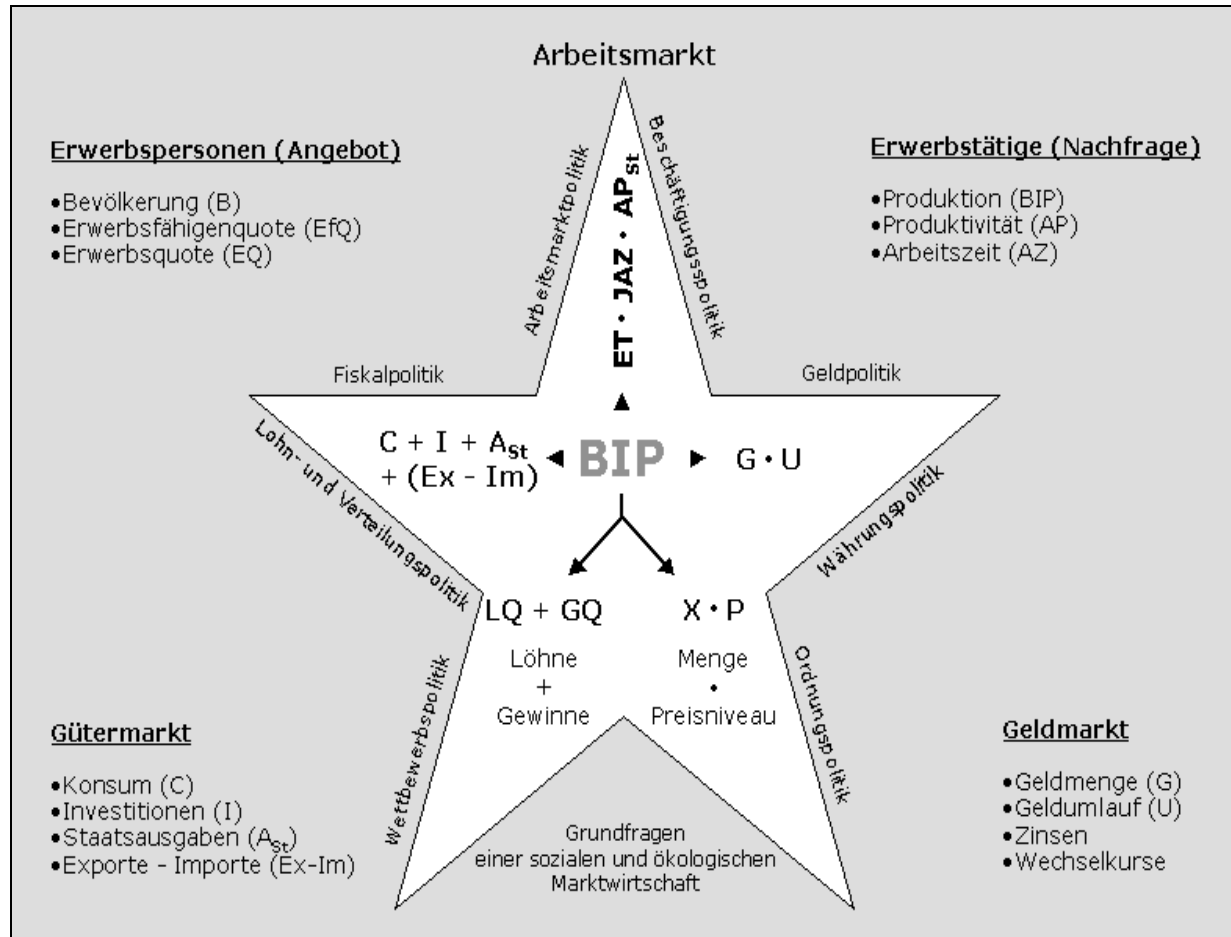 Arbeitsmarkt
Erwerbspersonen (Angebot)
•Bevölkerung (B)
•Erwerbsfähigenquote (EfQ)
•Erwerbsquote (EQ)
Erwerbstätige (Nachfrage)
•Produktion (BIP)
•Produktivität (AP)
•Arbeitszeit (AZ)
Arbeitsmarktpolitik
ET · JAZ · APSt
Beschäftigungsspolitik
Fiskalpolitik
Geldpolitik
Lohn- und Verteilungspolitik
C + I + ASt
+ (Ex - Im)
BIP
G · U
Währungspolitik
LQ + GQ
Löhne
+
Gewinne
X · P
Menge
•
Preisniveau
Wettbewerbspolitik
Ordnungspolitik
Gütermarkt
•Konsum (C)
•Investitionen (I)
•Staatsausgaben (ASt)
•Exporte - Importe (Ex-Im)
Grundfragen
einer sozialen und ökologischen
Marktwirtschaft
Geldmarkt
•Geldmenge (G)
•Geldumlauf (U)
•Zinsen
•Wechselkurse